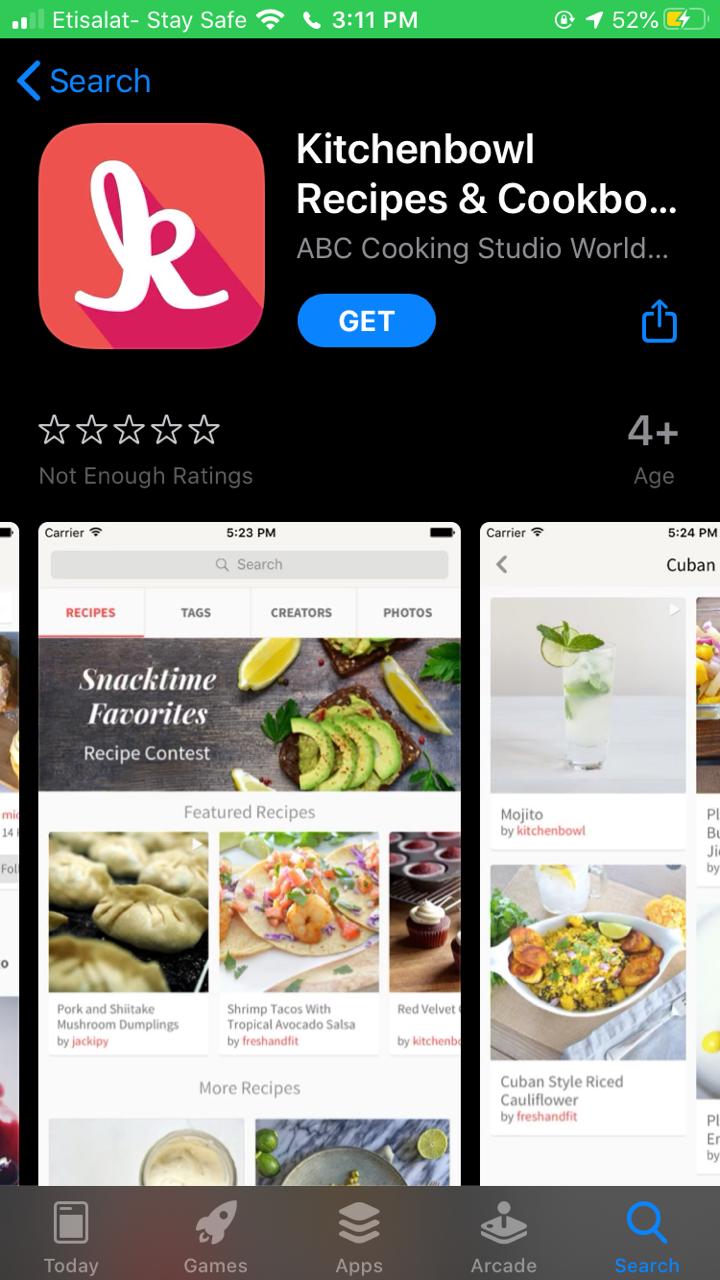 Etisalat- Stay Safe 3:11 PM 52%
Search
Kitchenbowl
Recipes & Cookbo...
ABC Cooking Studio World...
GET
Not Enough Ratings
4+
Age
Carrier 5:23 PM
Search
RECIPES TAGS CREATORS PHOTOS
Snacktime
Favorites
Recipe Contest
Featured Recipes
Pork and Shiitake
Mushroom Dumplings
by jackipy
Shrimp Tacos With
Tropical Avocado Salsa
by freshandfit
Red Velvet
by kitchenbo
More Recipes
Carrier 5:24 PM
Cuban
Mojito
by kitchenbowl
Cuban Style Riced
Cauliflower
by freshandfit
Today Games Apps Arcade Search